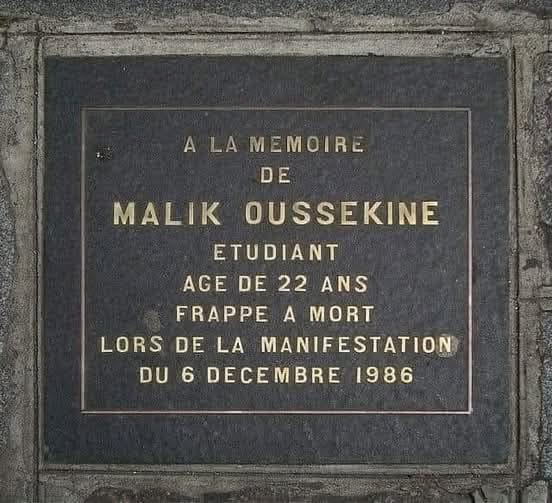 A LA MEMOIRE
DE
MALIK OUSSEKINE
ETUDIANT
AGE DE 22 ANS
FRAPPE A MORT
LORS DE LA MANIFESTATION
DU 6 DECEMBRE 1986